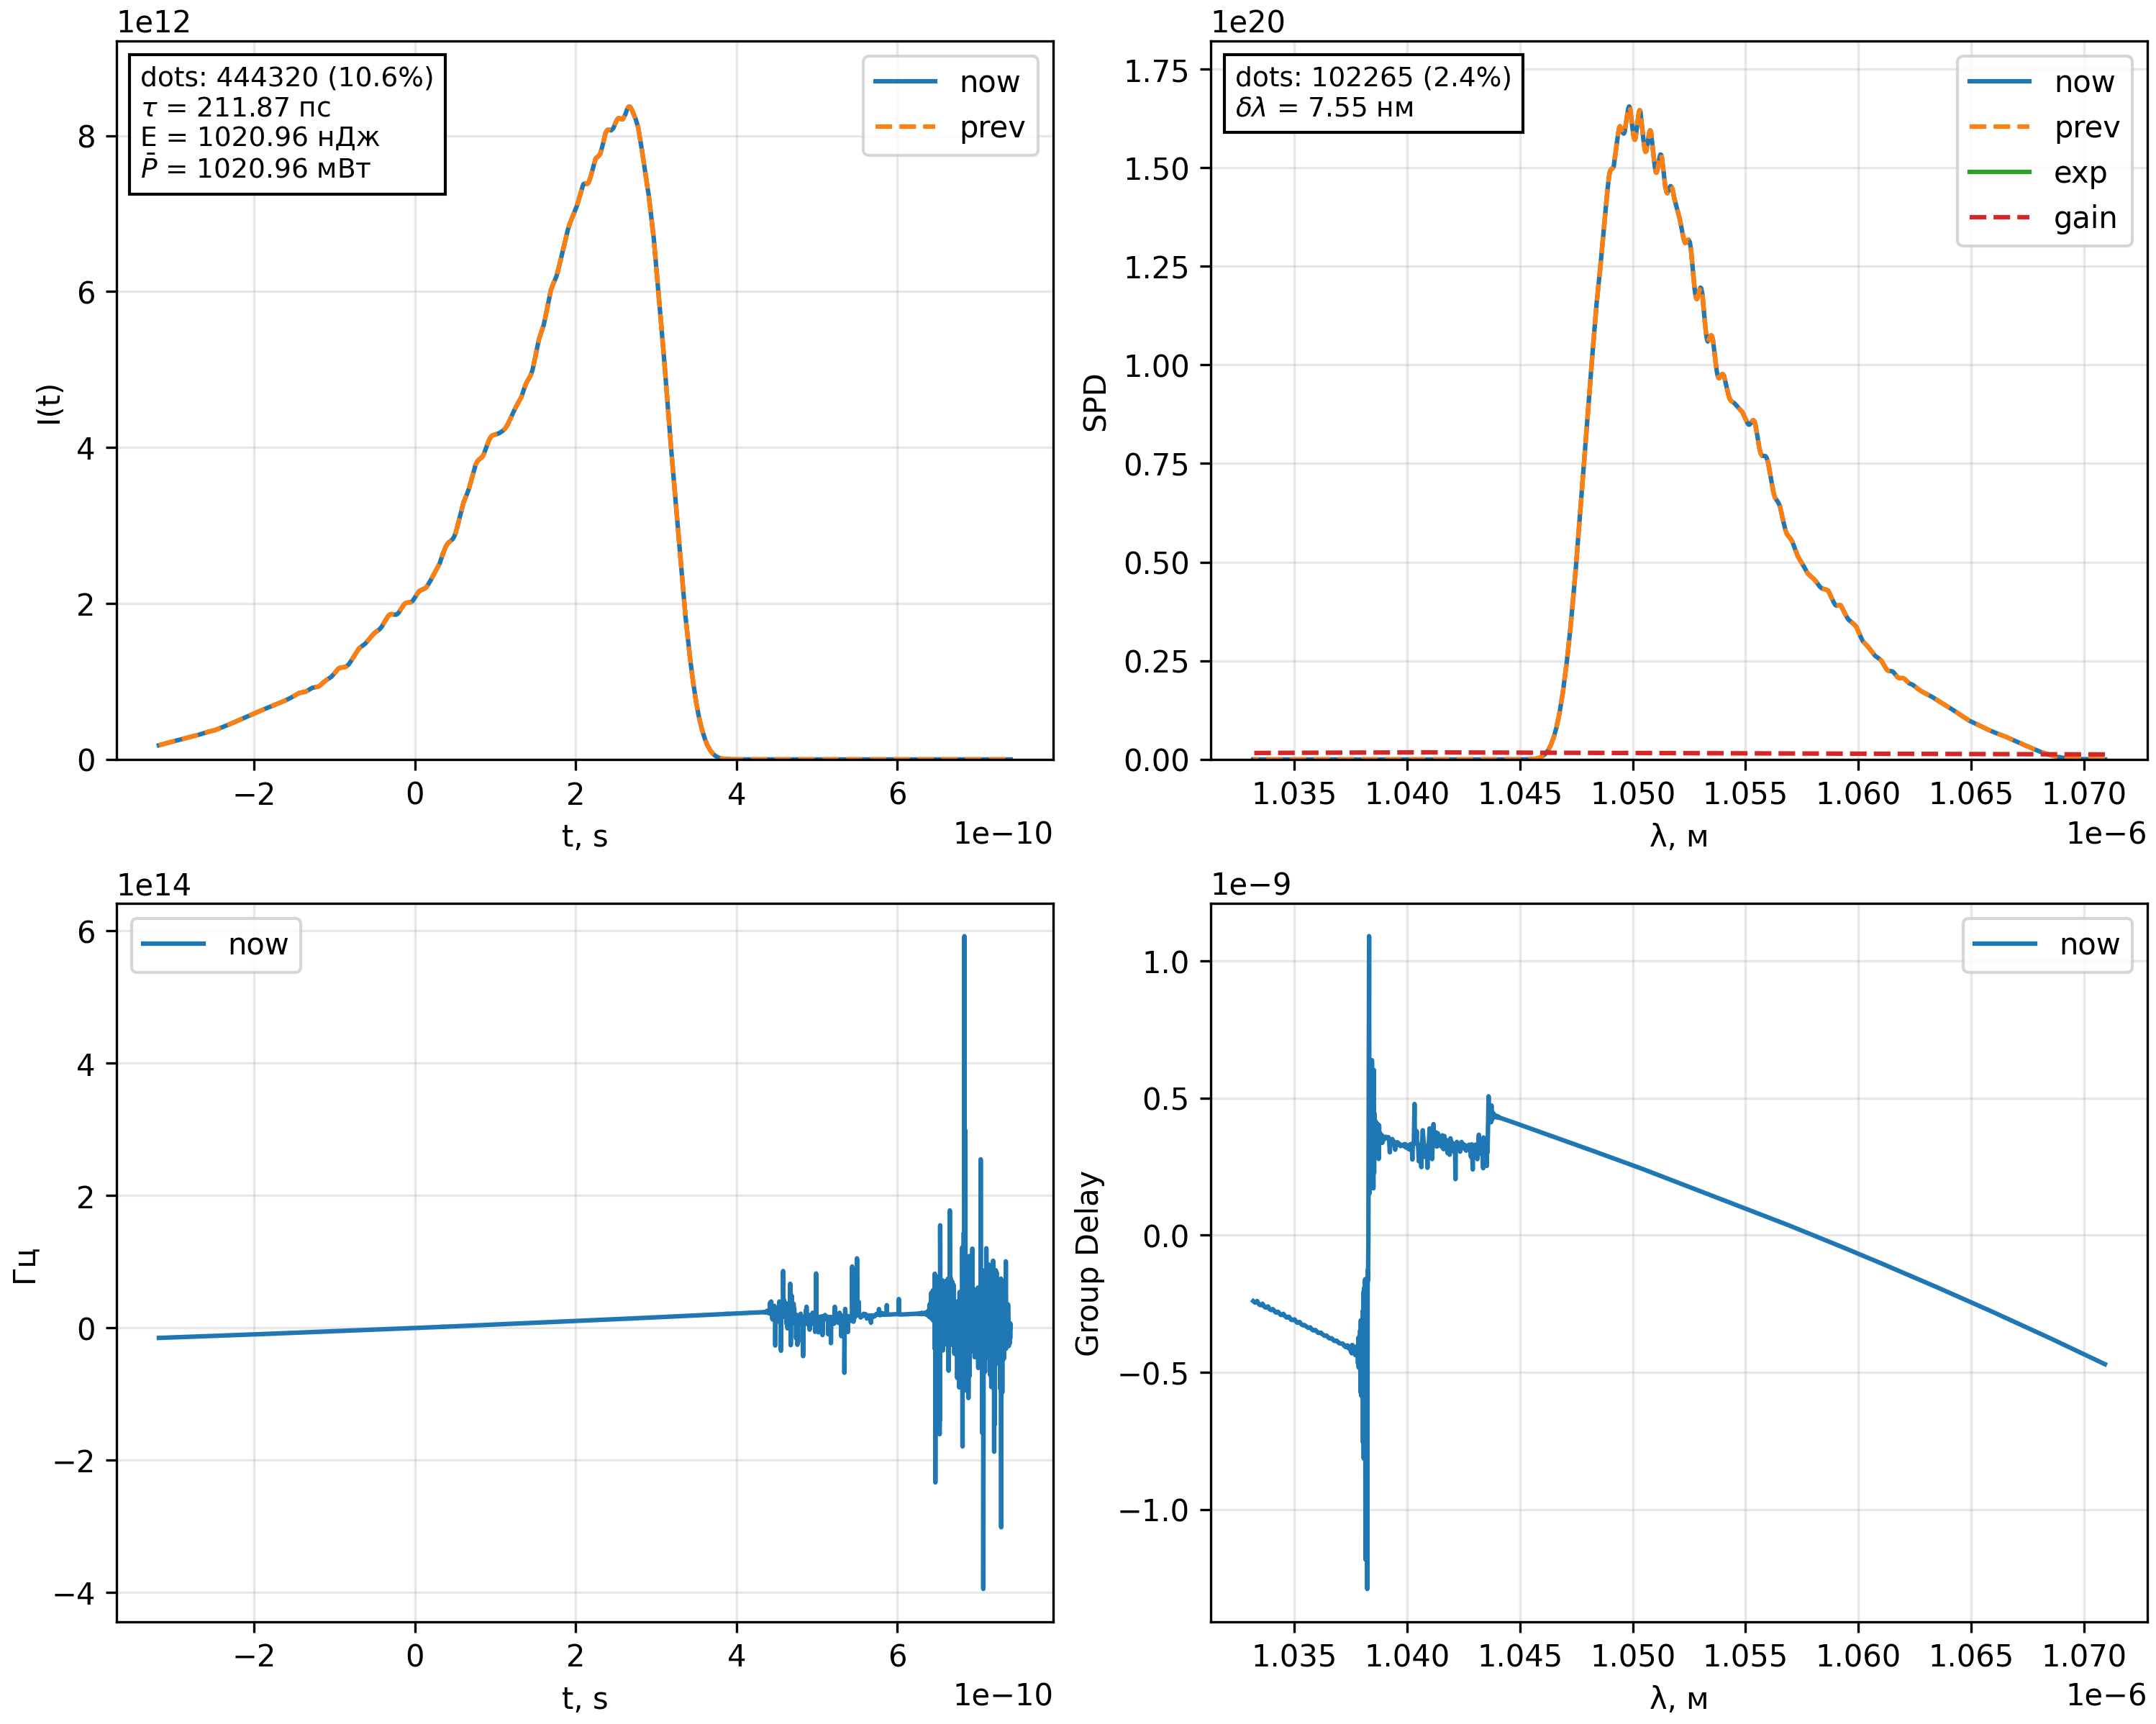 1e12
dots: 444320 (10.6%)
τ = 211.87 пс
E = 1020.96 нДж
P̄ = 1020.96 мВт
now
prev
8
6
4
2
0
I(t)
−2 0 2 4 6
t, s
1e−10
1e20
dots: 102265 (2.4%)
δλ = 7.55 нм
now
prev
exp
gain
1.75
1.50
1.25
1.00
0.75
0.50
0.25
0.00
SPD
1.035 1.040 1.045 1.050 1.055 1.060 1.065 1.070
λ, м
1e−6
1e14
now
6
4
2
0
−2
−4
Гц
−2 0 2 4 6
t, s
1e−10
1e−9
now
1.0
0.5
0.0
−0.5
−1.0
Group Delay
1.035 1.040 1.045 1.050 1.055 1.060 1.065 1.070
λ, м
1e−6